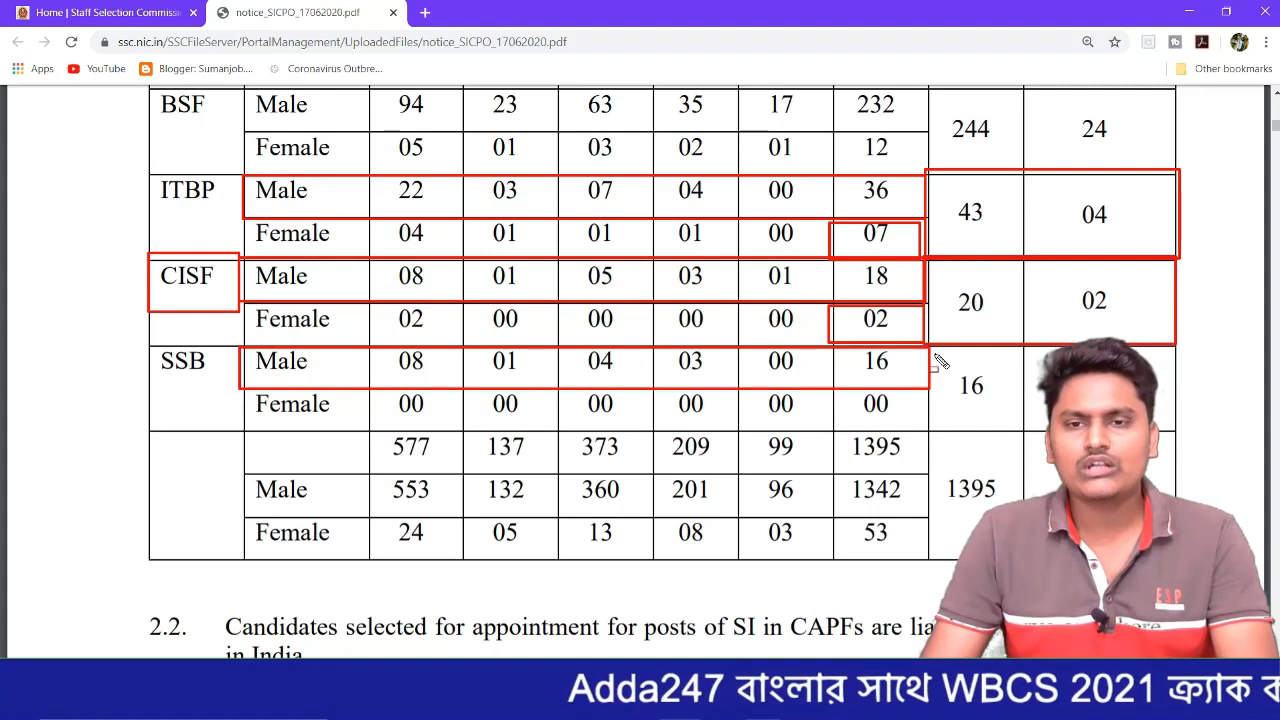 Home | Staff Selection Commissi
notice_SICPO_17062020.pdf
ssc.nic.in/SSCFileServer/PortalManagement/UploadedFiles/notice_SICPO_17062020.pdf
Apps YouTube Blogger: Sumanjob.... Coronavirus Outbre... Other bookmarks
BSF Male 94 23 63 35 17 232 244 24
Female 05 01 03 02 01 12
ITBP Male 22 03 07 04 00 36 43 04
Female 04 01 01 01 00 07
CISF Male 08 01 05 03 01 18 20 02
Female 02 00 00 00 00 02
SSB Male 08 01 04 03 00 16 16
Female 00 00 00 00 00 00
577 137 373 209 99 1395 1395
Male 553 132 360 201 96 1342
Female 24 05 13 08 03 53
2.2. Candidates selected for appointment for posts of SI in CAPFs are lia
in India
ESP
Adda247 বাংলার সাথে WBCS 2021 ক্র্যাক ক